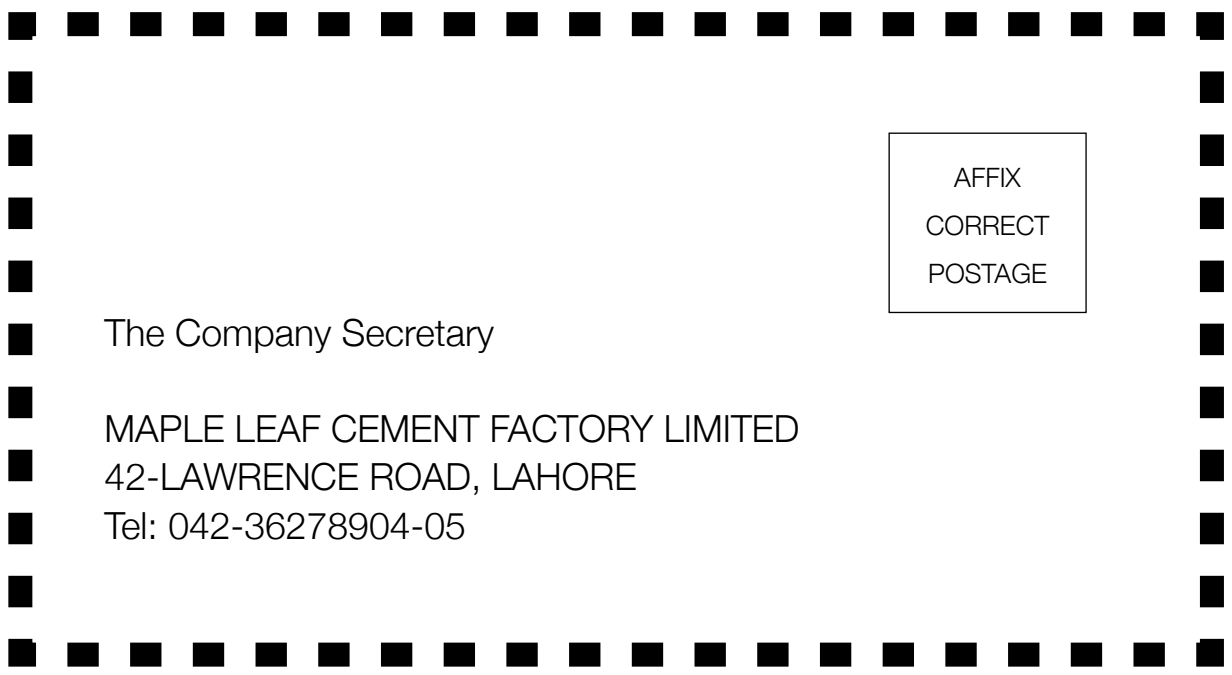 AFFIX
CORRECT
POSTAGE
The Company Secretary
MAPLE LEAF CEMENT FACTORY LIMITED
42-LAWRENCE ROAD, LAHORE
Tel: 042-36278904-05